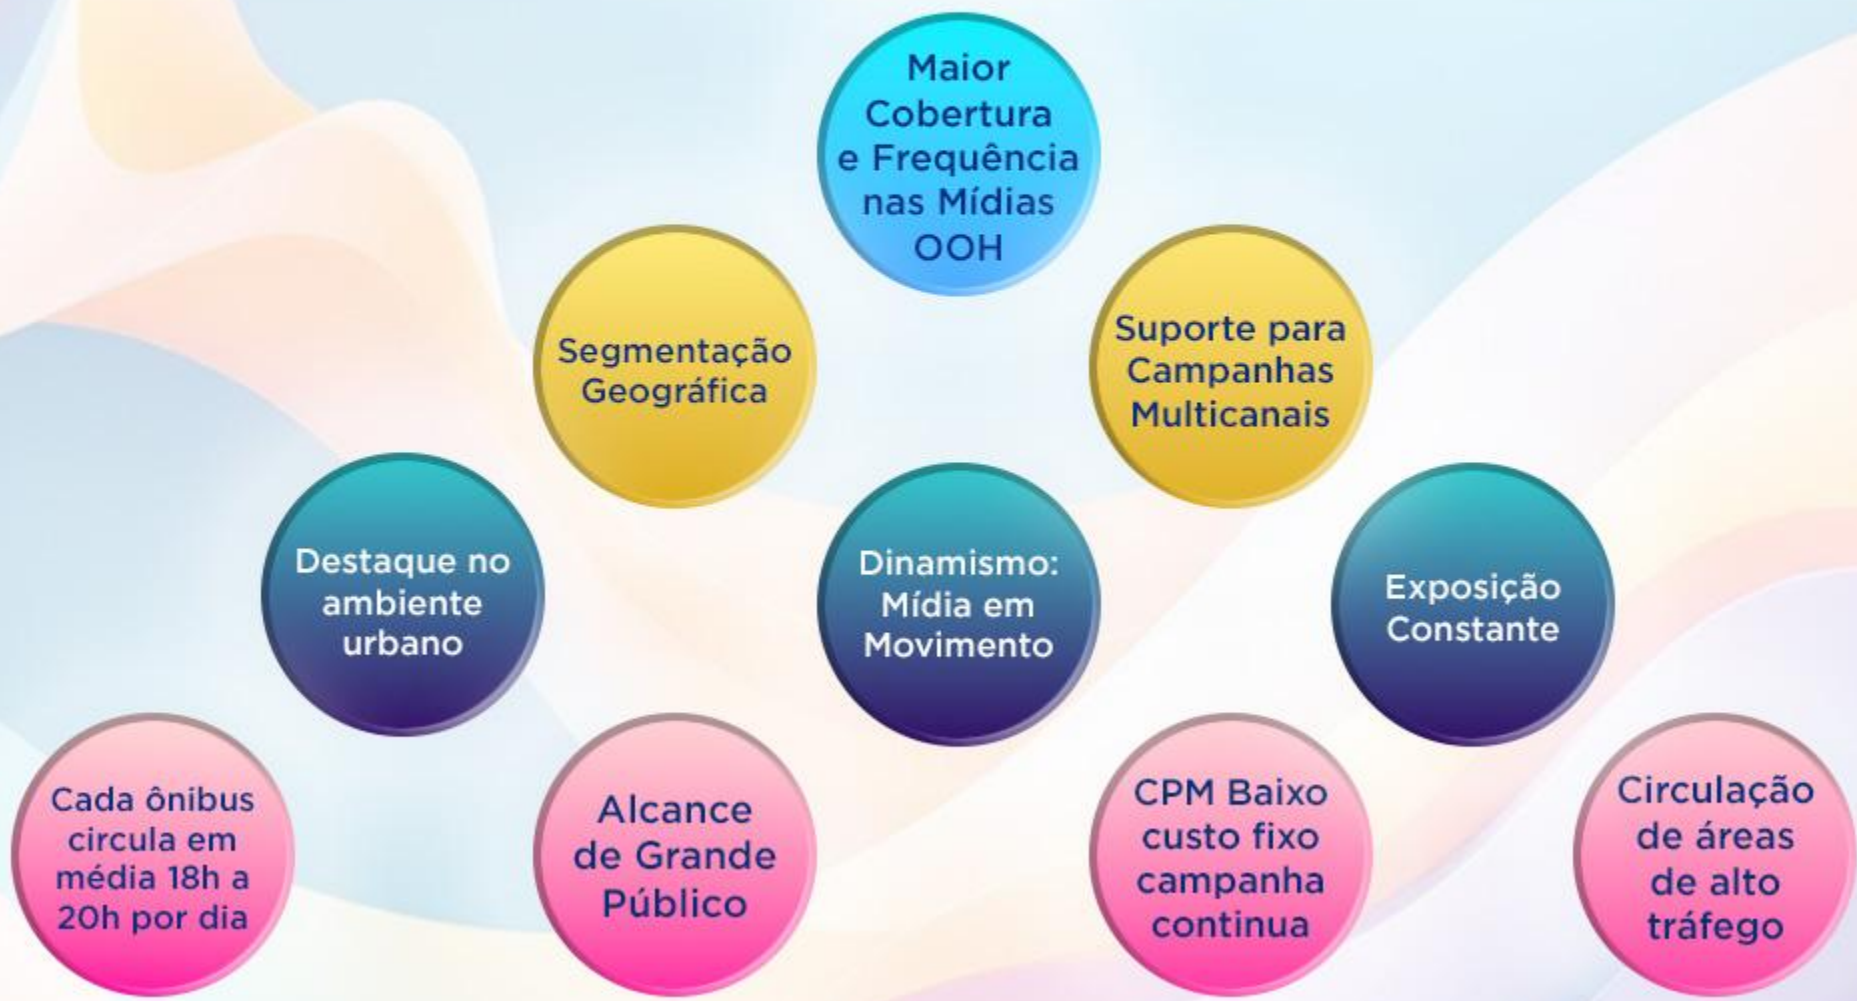 Maior
Cobertura
e Frequência
nas Mídias
OOH
Segmentação
Geográfica
Suporte para
Campanhas
Multicanais
Destaque no
ambiente
urbano
Dinamismo:
Mídia em
Movimento
Exposição
Constante
Cada ônibus
circula em
média 18h a
20h por dia
Alcance
de Grande
Público
CPM Baixo
custo fixo
campanha
continua
Circulação
de áreas
de alto
tráfego